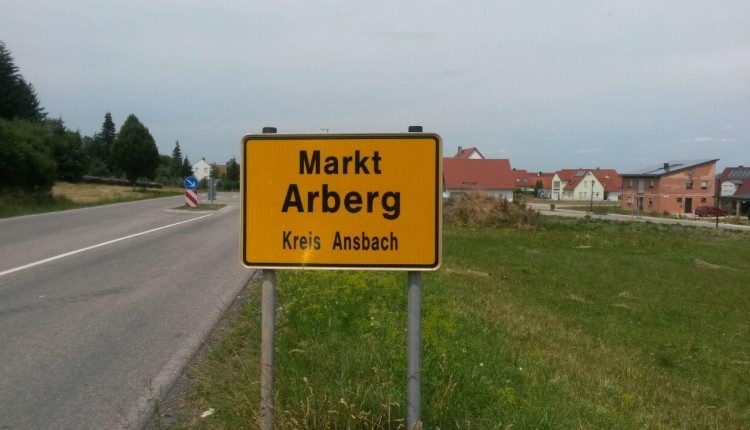 Markt
Arberg
Kreis Ansbach